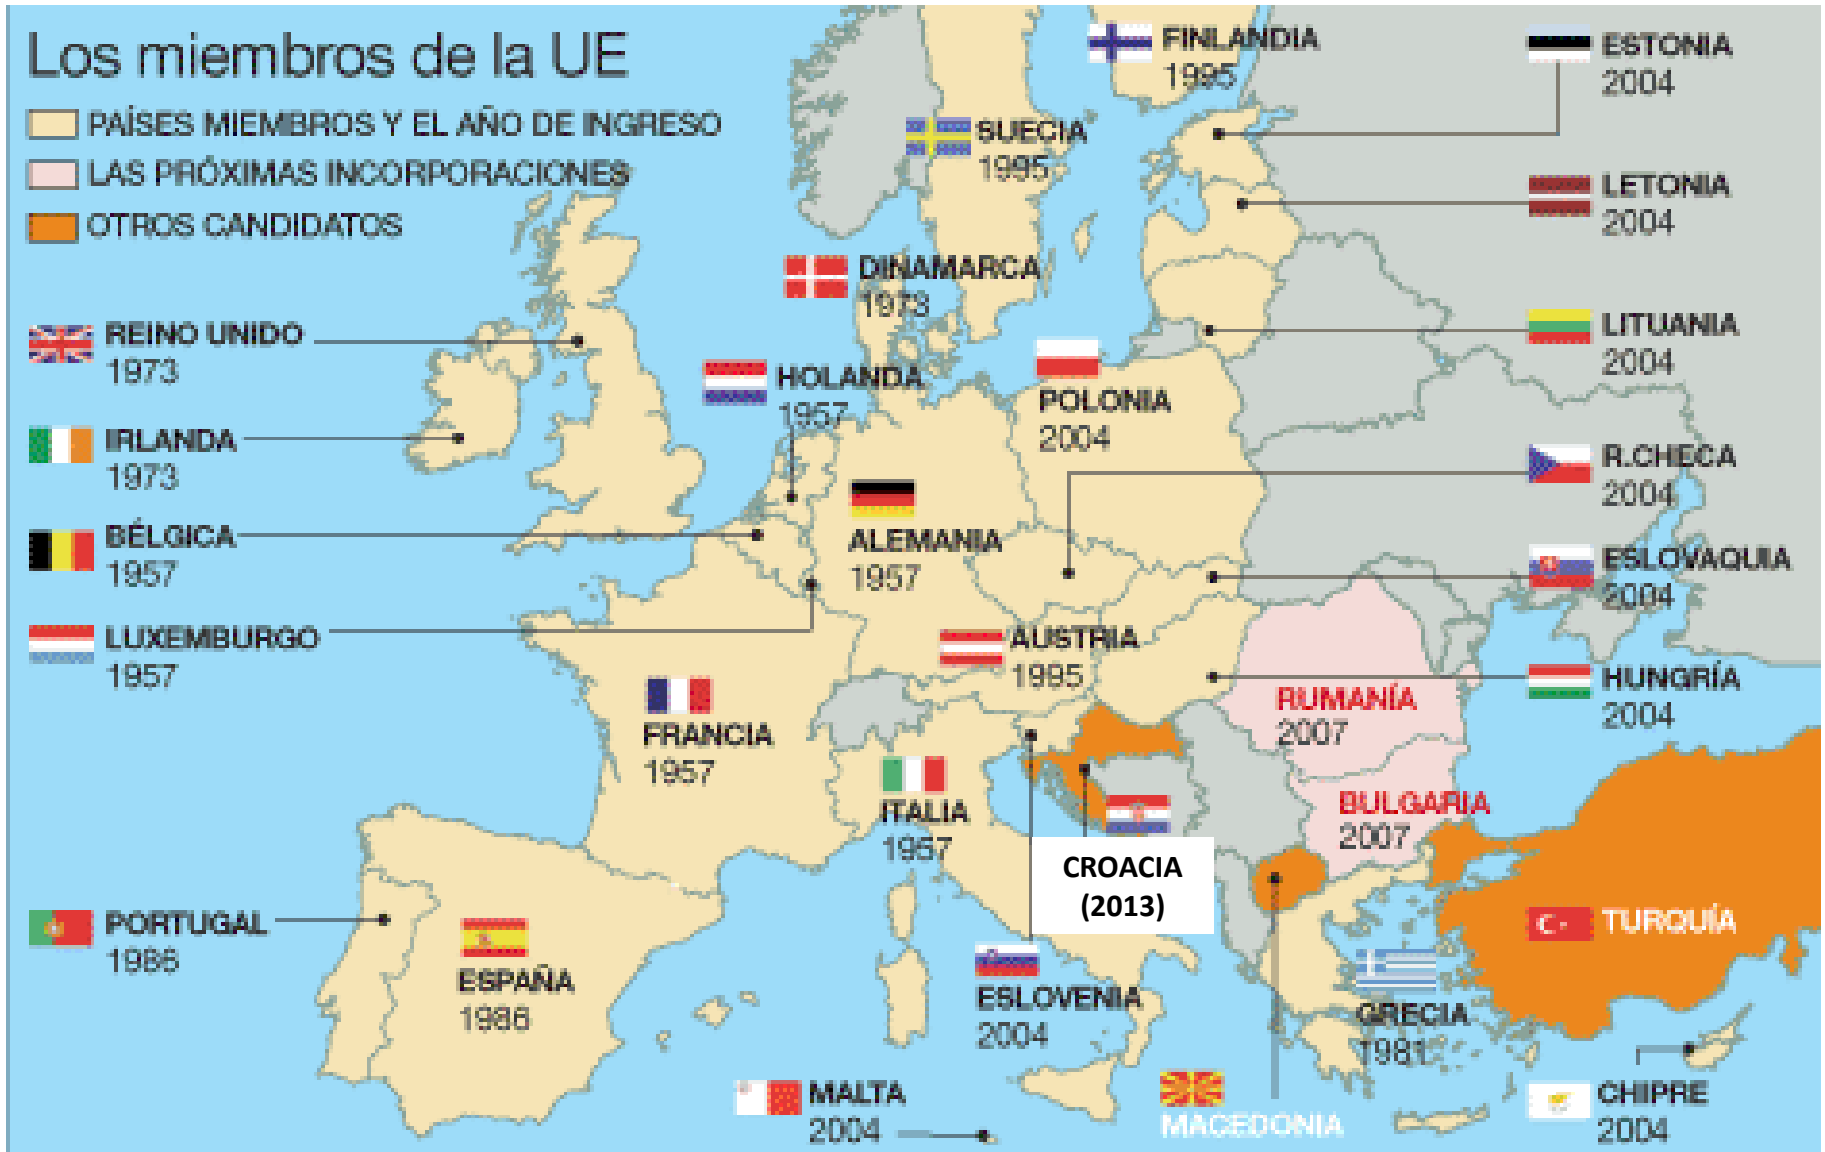 Los miembros de la UE
PAÍSES MIEMBROS Y EL AÑO DE INGRESO
LAS PRÓXIMAS INCORPORACIONES
OTROS CANDIDATOS
FINLANDIA
1995
ESTONIA
2004
SUECIA
1995
LETONIA
2004
DINAMARCA
1973
REINO UNIDO
1973
LITUANIA
2004
HOLANDA
1957
POLONIA
2004
IRLANDA
1973
R.CHECA
2004
BÉLGICA
1957
ALEMANIA
1957
ESLOVAQUIA
2004
LUXEMBURGO
1957
AUSTRIA
1995
HUNGRÍA
2004
FRANCIA
1957
RUMANÍA
2007
ITALIA
1957
BULGARIA
2007
CROACIA
(2013)
PORTUGAL
1986
ESPAÑA
1986
TURQUÍA
ESLOVENIA
2004
GRECIA
1981
MALTA
2004
MACEDONIA
CHIPRE
2004